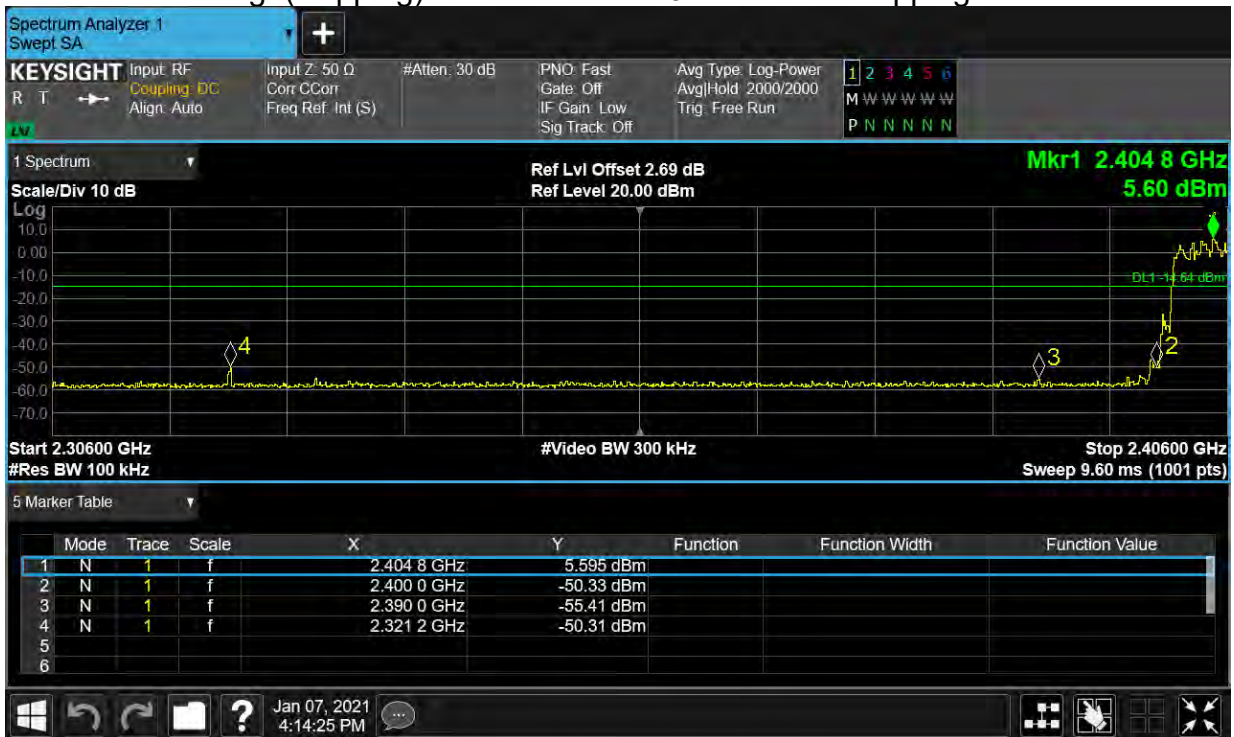 Spectrum Analyzer 1
Swept SA
+
KEYSIGHT
R T
LXI
Input: RF
Coupling: DC
Align: Auto
Input Z: 50 Ω
Corr CCorr
Freq Ref: Int (S)
#Atten: 30 dB
PNO: Fast
Gate: Off
IF Gain: Low
Sig Track: Off
Avg Type: Log-Power
Avg|Hold: 2000/2000
Trig: Free Run
1 2 3 4 5 6
M W W W W W
P N N N N N
1 Spectrum
Scale/Div 10 dB
Ref Lvl Offset 2.69 dB
Ref Level 20.00 dBm
Mkr1 2.404 8 GHz
5.60 dBm
Log
10.0
0.00
-10.0
DL1 -14.64 dBm
-20.0
-30.0
-40.0
4
3
2
-50.0
-60.0
-70.0
Start 2.30600 GHz
#Video BW 300 kHz
Stop 2.40600 GHz
#Res BW 100 kHz
Sweep 9.60 ms (1001 pts)
5 Marker Table
Mode Trace Scale X Y Function Function Width Function Value
1 N 1 f 2.404 8 GHz 5.595 dBm
2 N 1 f 2.400 0 GHz -50.33 dBm
3 N 1 f 2.390 0 GHz -55.41 dBm
4 N 1 f 2.321 2 GHz -50.31 dBm
5
6
?
Jan 07, 2021
4:14:25 PM